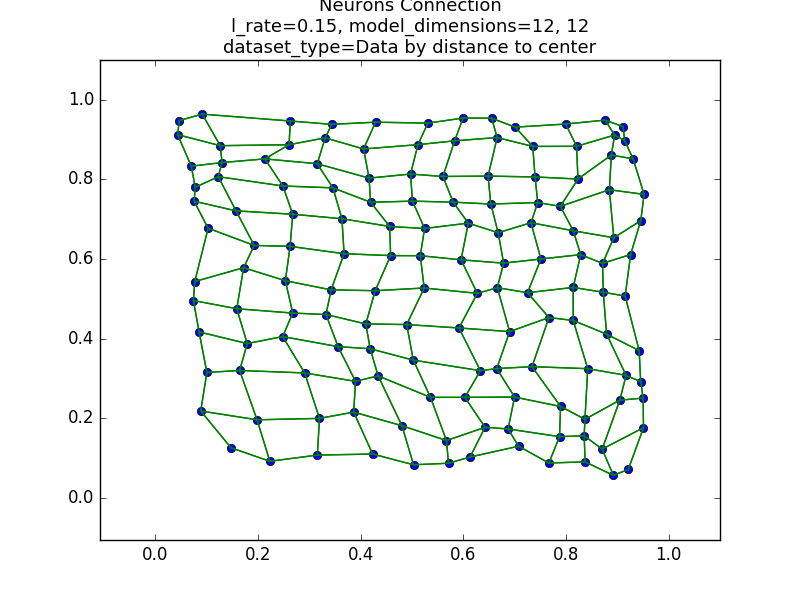 Neurons Connection
l_rate=0.15, model_dimensions=12, 12
dataset_type=Data by distance to center
1.0
0.8
0.6
0.4
0.2
0.0
0.0 0.2 0.4 0.6 0.8 1.0